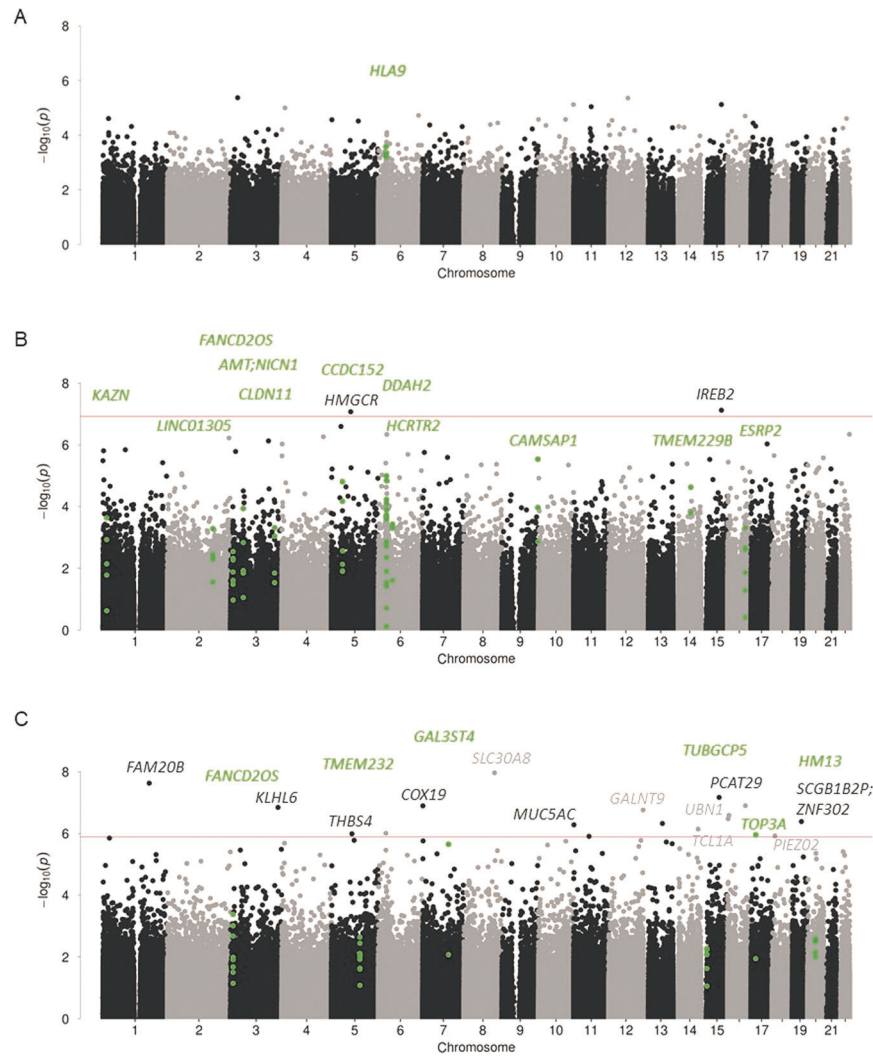 A
8
6
4
2
0
−log10(p)
HLA9
1 2 3 4 5 6 7 8 9 10 11 12 13 14 15 17 19 21
Chromosome
B
FANCD2OS
AMT;NICN1
CCDC152
KAZN
CLDN11
DDAH2
HMGCR
IREB2
LINC01305
HCRTR2
CAMSAP1
TMEM229B
ESRP2
8
6
4
2
0
−log10(p)
1 2 3 4 5 6 7 8 9 10 11 12 13 14 15 17 19 21
Chromosome
C
GAL3ST4
FAM20B
FANCD2OS
TMEM232
SLC30A8
TUBGCP5
HM13
KLHL6
COX19
GALNT9
PCAT29
SCGB1B2P;
ZNF302
THBS4
MUC5AC
UBN1
TOP3A
TCL1A
PIEZO2
8
6
4
2
0
−log10(p)
1 2 3 4 5 6 7 8 9 10 11 12 13 14 15 17 19 21
Chromosome